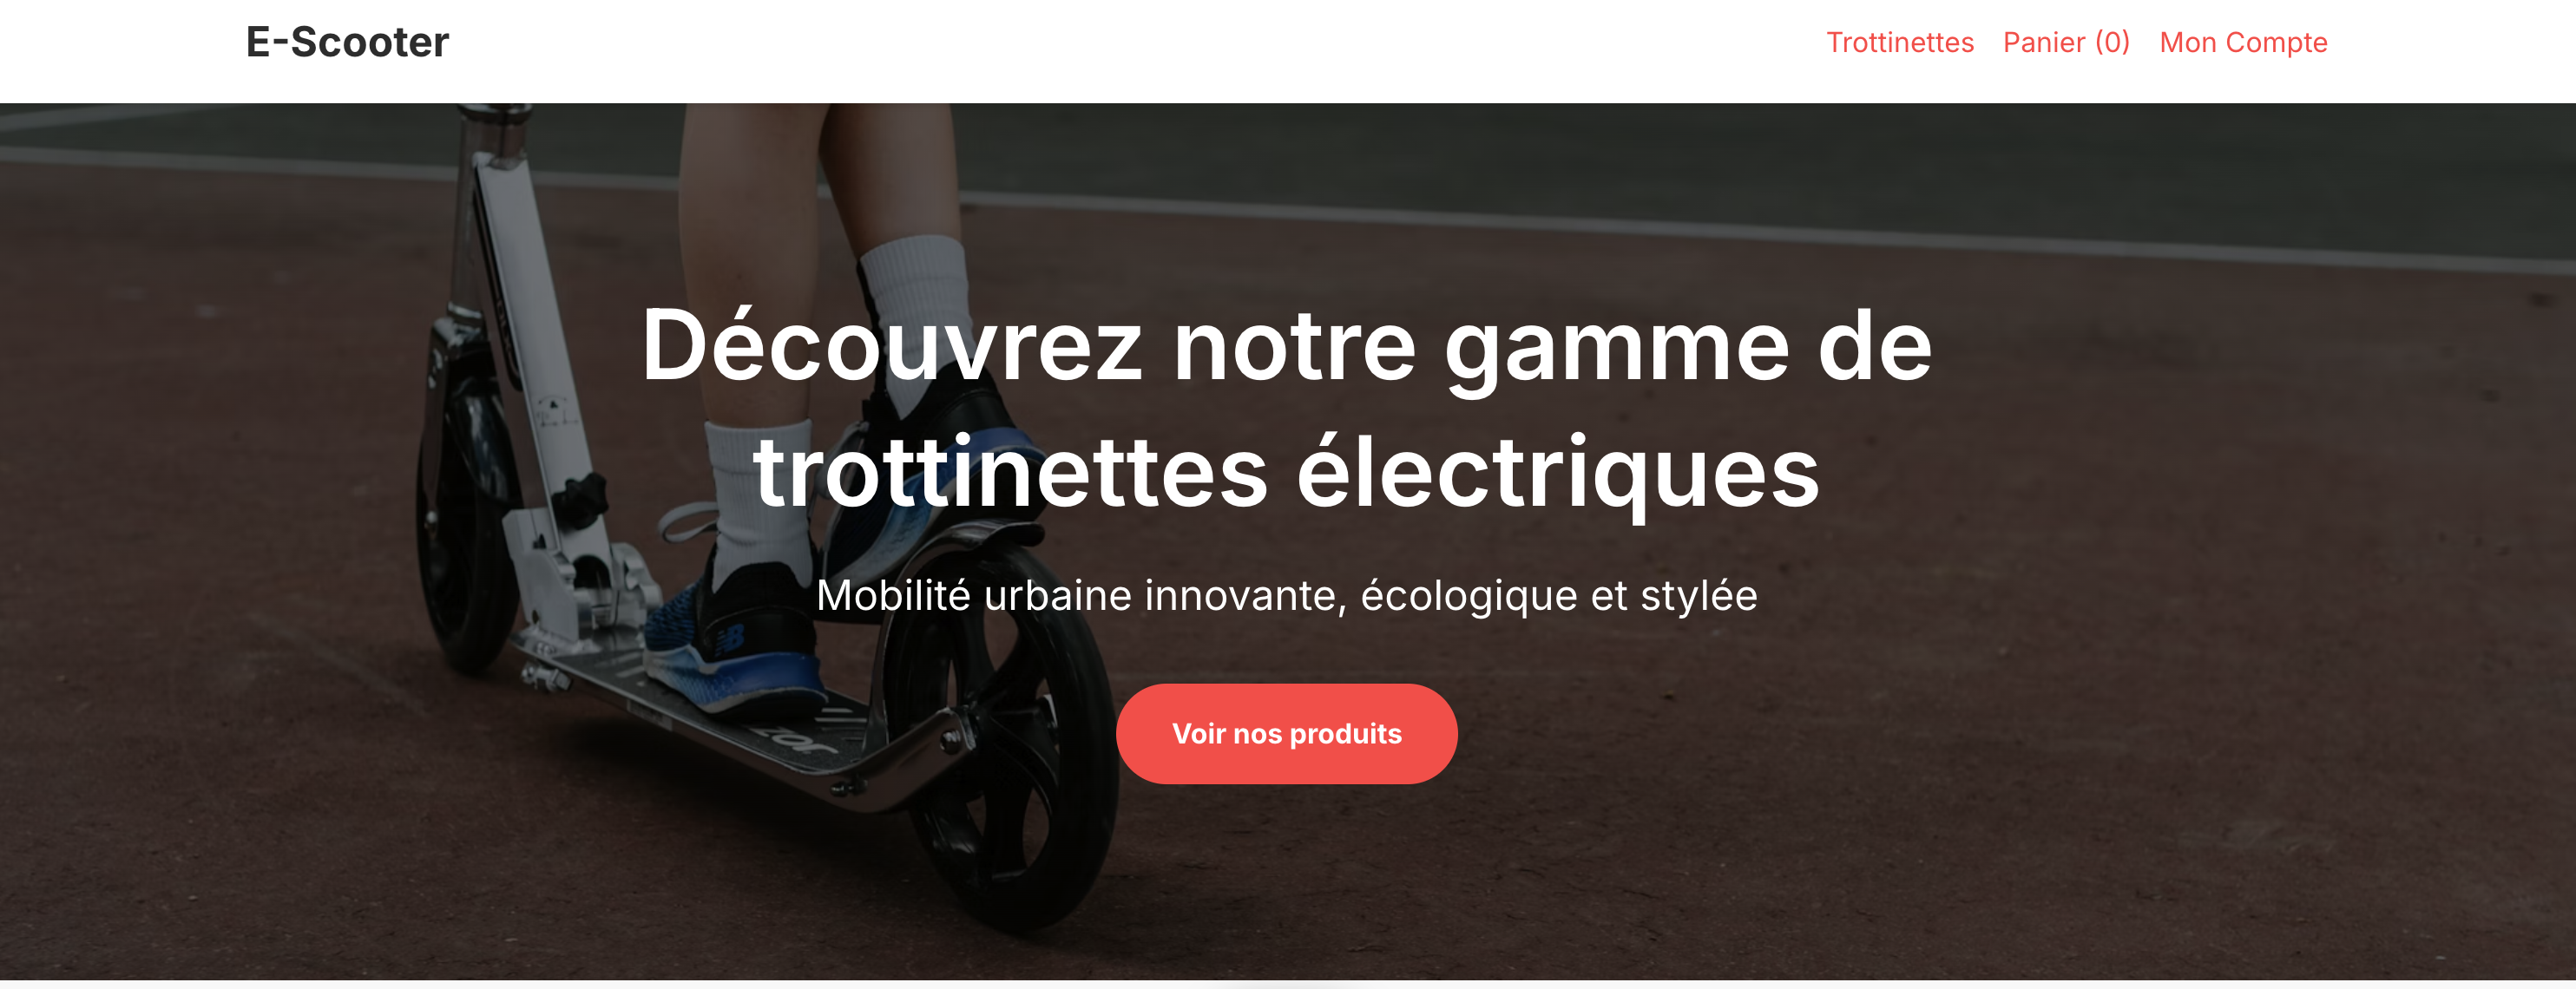 E-Scooter
Trottinettes Panier (0) Mon Compte
Découvrez notre gamme de
trottinettes électriques
Mobilité urbaine innovante, écologique et stylée
Voir nos produits